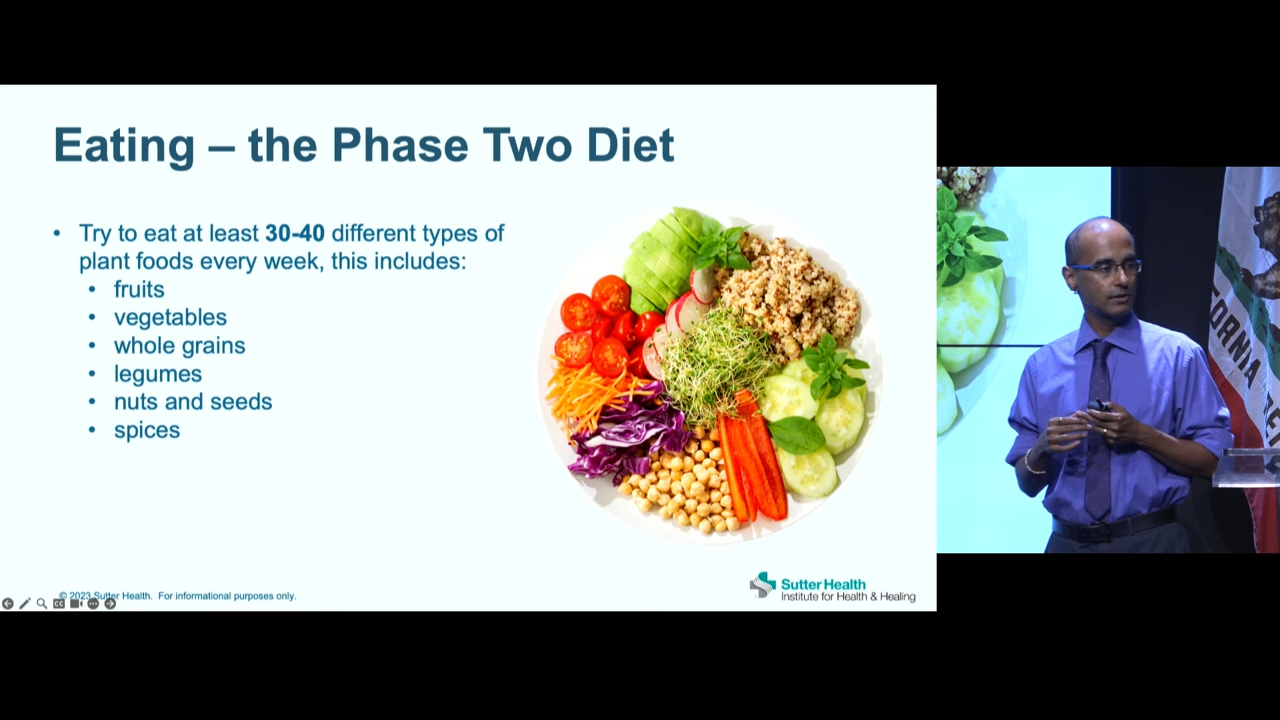 Eating – the Phase Two Diet
• Try to eat at least 30-40 different types of
plant foods every week, this includes:
• fruits
• vegetables
• whole grains
• legumes
• nuts and seeds
• spices
© 2023 Sutter Health. For informational purposes only.
Sutter Health
Institute for Health & Healing